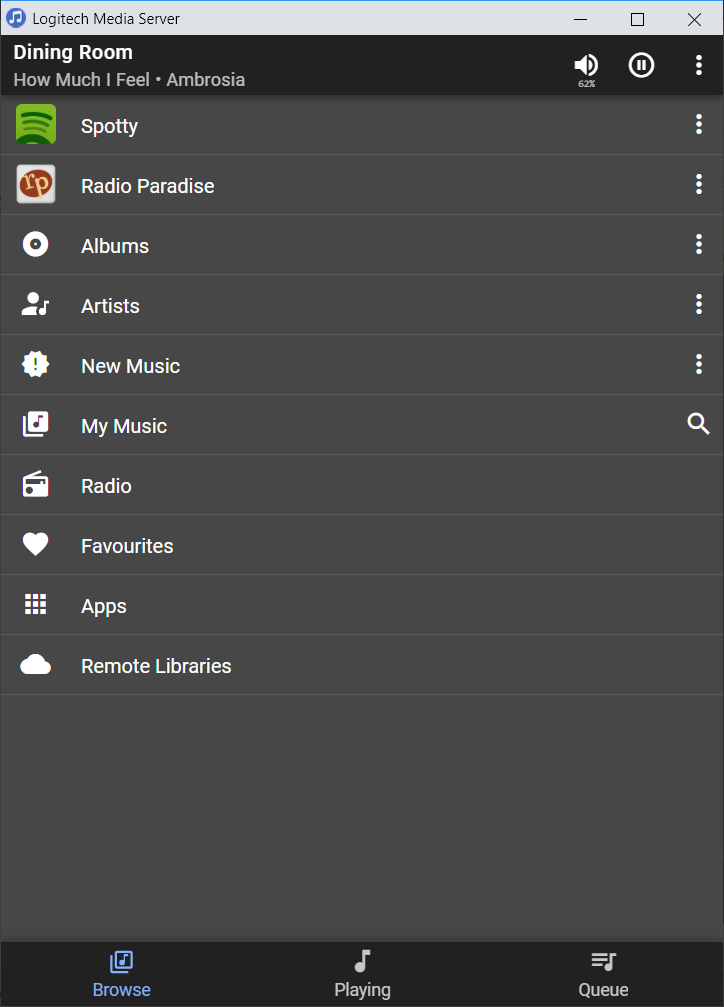 Logitech Media Server
Dining Room
How Much I Feel • Ambrosia
62%
Spotty
rp
Radio Paradise
Albums
Artists
New Music
My Music
Radio
Favourites
Apps
Remote Libraries
Browse
Playing
Queue